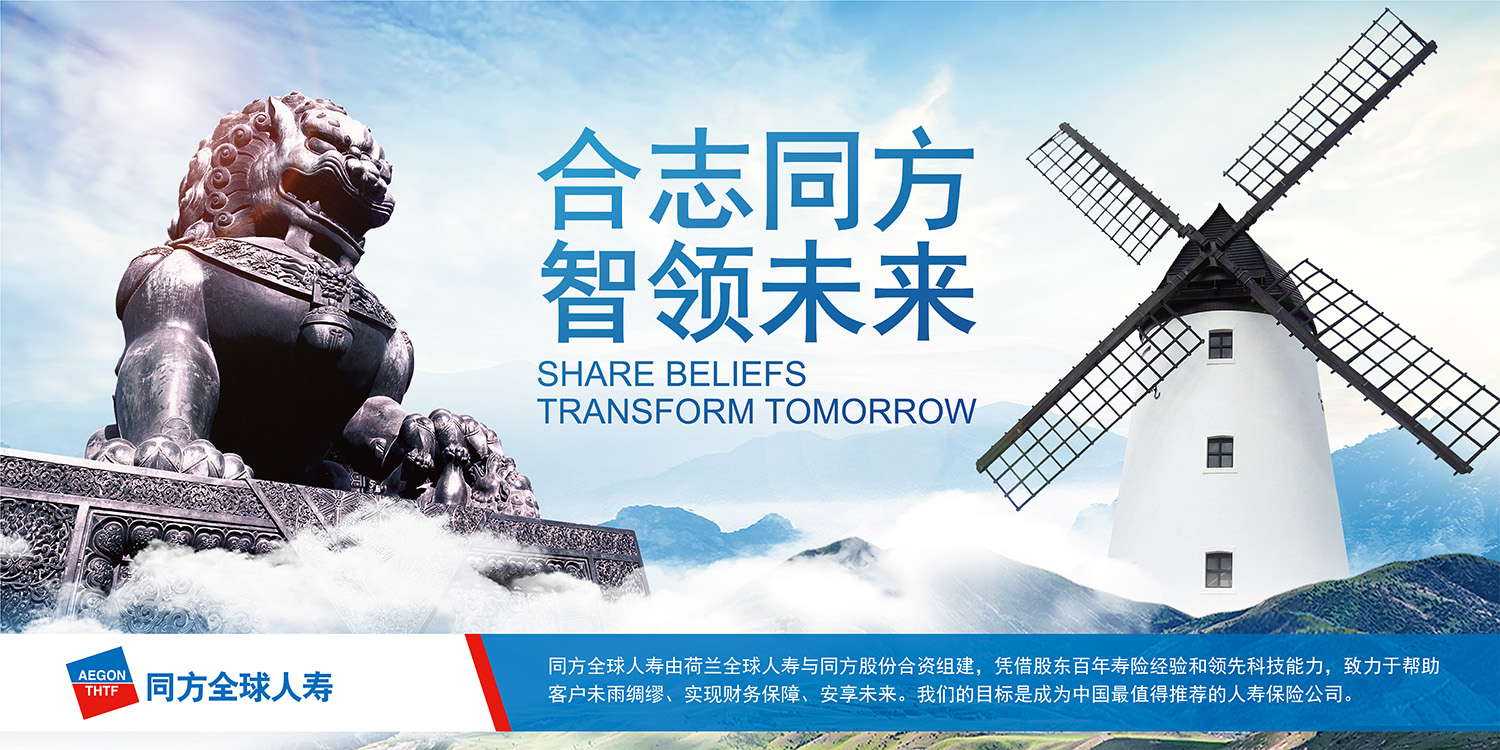 合志同方
智领未来
SHARE BELIEFS
TRANSFORM TOMORROW
AEGON
THTF
同方全球人寿
同方全球人寿由荷兰全球人寿与同方股份合资组建，凭借股东百年寿险经验和领先科技能力，致力于帮助
客户未雨绸缪、实现财务保障、安享未来。我们的目标是成为中国最值得推荐的人寿保险公司。